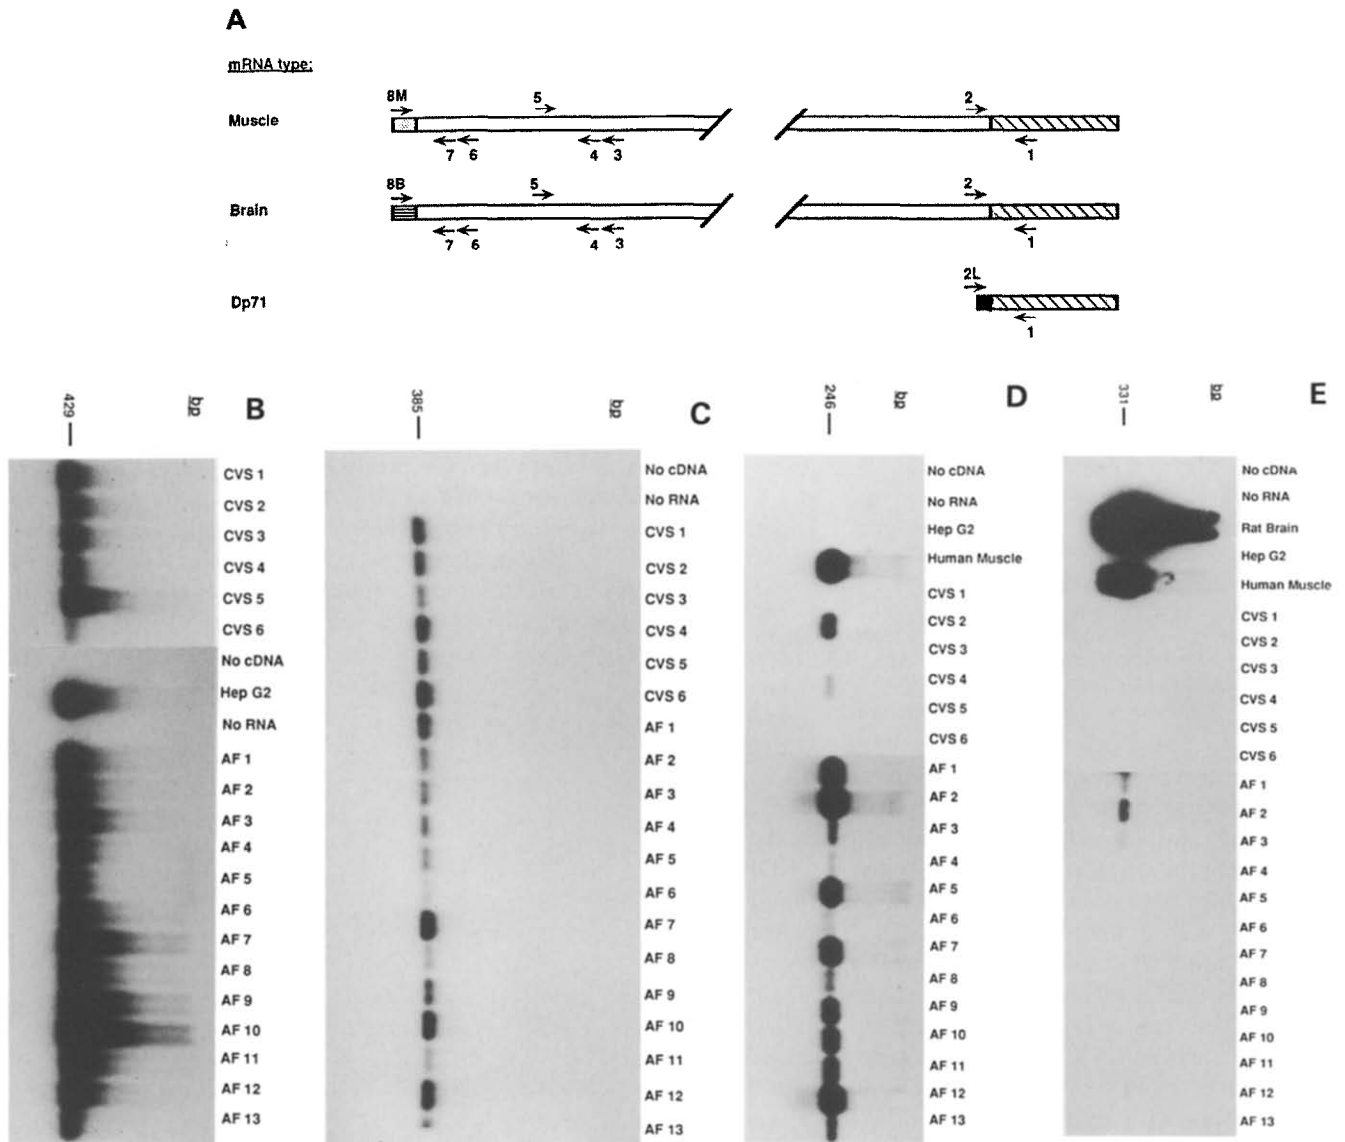 A
mRNA type:
8M
5
2
Muscle
7 6
4 3
1
8B
5
2
Brain
7 6
4 3
1
2L
Dp71
1
429
bp
B
CVS 1
CVS 2
CVS 3
CVS 4
CVS 5
CVS 6
No cDNA
Hep G2
No RNA
AF 1
AF 2
AF 3
AF 4
AF 5
AF 6
AF 7
AF 8
AF 9
AF 10
AF 11
AF 12
AF 13
385
bp
C
No cDNA
No RNA
CVS 1
CVS 2
CVS 3
CVS 4
CVS 5
CVS 6
AF 1
AF 2
AF 3
AF 4
AF 5
AF 6
AF 7
AF 8
AF 9
AF 10
AF 11
AF 12
AF 13
246
bp
D
No cDNA
No RNA
Hep G2
Human Muscle
CVS 1
CVS 2
CVS 3
CVS 4
CVS 5
CVS 6
AF 1
AF 2
AF 3
AF 4
AF 5
AF 6
AF 7
AF 8
AF 9
AF 10
AF 11
AF 12
AF 13
331
bp
E
No cDNA
No RNA
Rat Brain
Hep G2
Human Muscle
CVS 1
CVS 2
CVS 3
CVS 4
CVS 5
CVS 6
AF 1
AF 2
AF 3
AF 4
AF 5
AF 6
AF 7
AF 8
AF 9
AF 10
AF 11
AF 12
AF 13